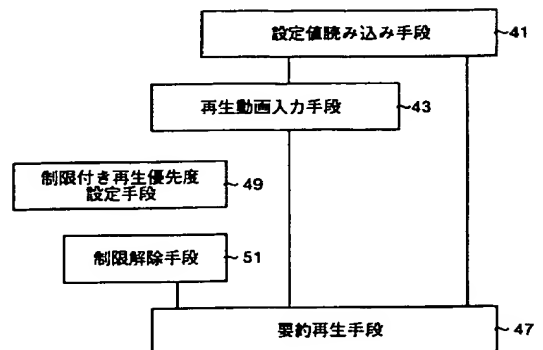 設定値読み込み手段
41
再生動画入力手段
43
制限付き再生優先度
設定手段
49
制限解除手段
51
要約再生手段
47